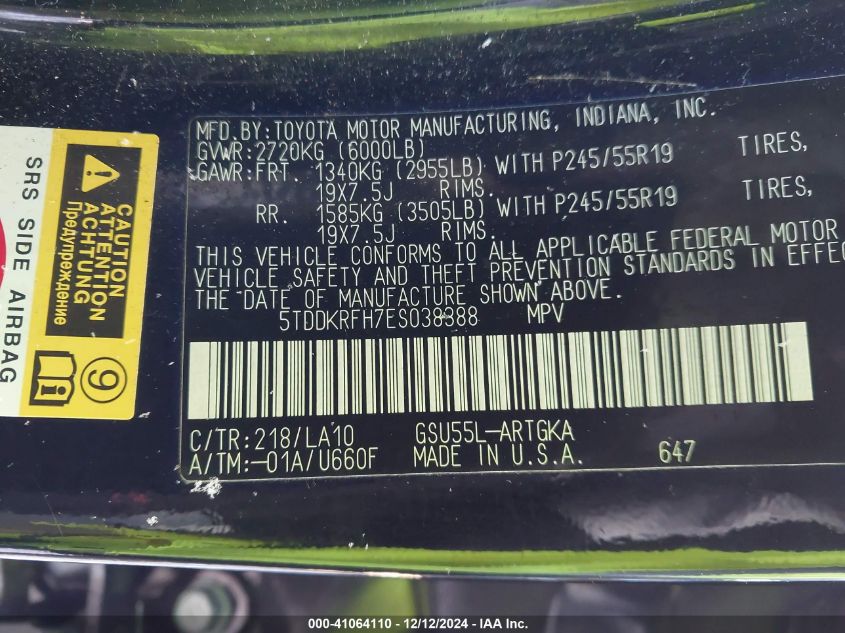 MFD.BY:TOYOTA MOTOR MANUFACTURING, INDIANA, INC.
GVWR:2720KG (6000LB)
GAWR:FRT. 1340KG (2955LB) WITH P245/55R19 TIRES,
19X7.5J RIMS.
RR. 1585KG (3505LB) WITH P245/55R19 TIRES,
19X7.5J RIMS.
THIS VEHICLE CONFORMS TO ALL APPLICABLE FEDERAL MOTOR
VEHICLE SAFETY AND THEFT PREVENTION STANDARDS IN EFFEC
THE DATE OF MANUFACTURE SHOWN ABOVE.
5TDDKRFH7ES038388 MPV
C/TR:218/LA10 GSU55L-ARTGKA
A/TM:-01A/U660F MADE IN U.S.A. 647
SRS SIDE AIRBAG
CAUTION
ATTENTION
ACHTUNG
Предупреждение
9
000-41064110 - 12/12/2024 - IAA Inc.